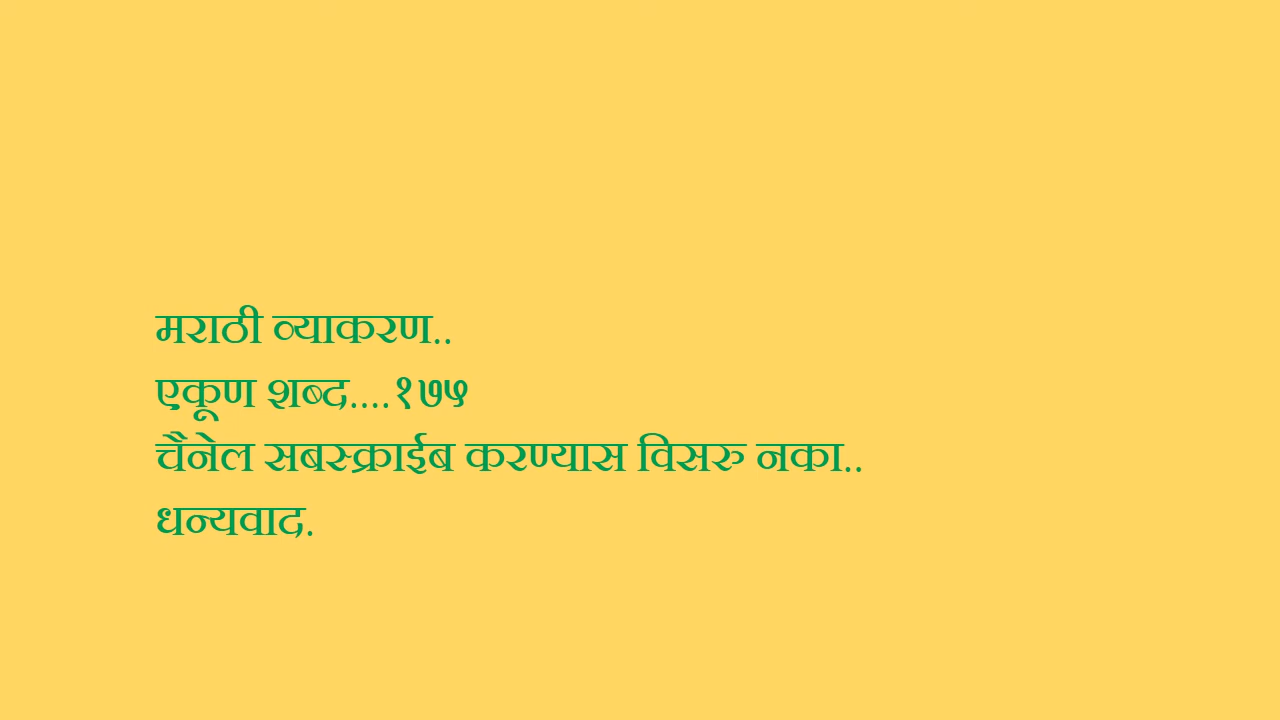 मराठी व्याकरण..
एकूण शब्द....१७५
चैनेल सबस्क्राईब करण्यास विसरु नका..
धन्यवाद.